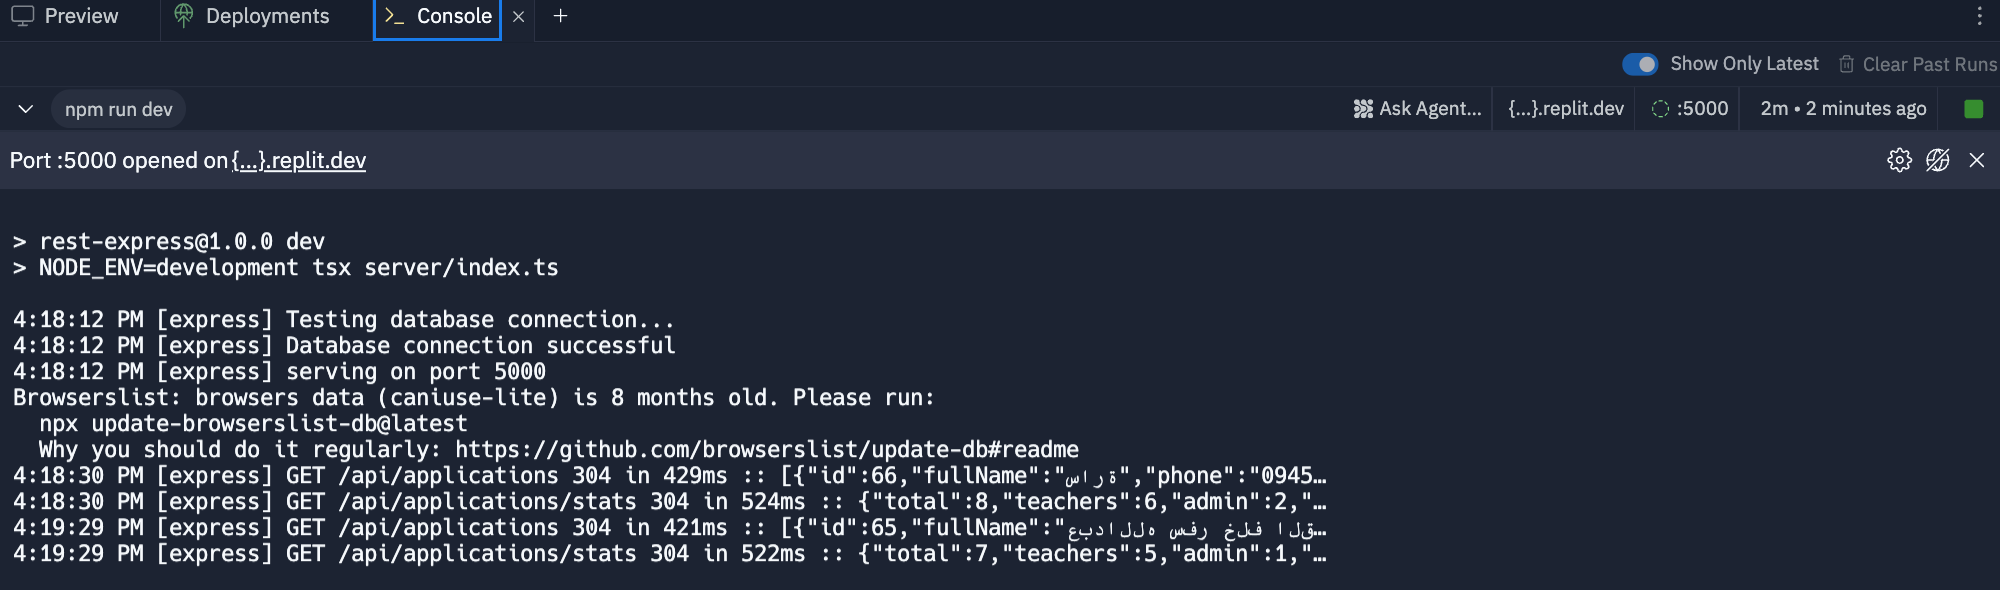 Preview Deployments Console
Show Only Latest Clear Past Runs
npm run dev Ask Agent... {...}.replit.dev :5000 2m • 2 minutes ago
Port :5000 opened on {...}.replit.dev
> rest-express@1.0.0 dev
> NODE_ENV=development tsx server/index.ts
4:18:12 PM [express] Testing database connection...
4:18:12 PM [express] Database connection successful
4:18:12 PM [express] serving on port 5000
Browserslist: browsers data (caniuse-lite) is 8 months old. Please run:
npx update-browserslist-db@latest
Why you should do it regularly: https://github.com/browserslist/update-db#readme
4:18:30 PM [express] GET /api/applications 304 in 429ms :: [{"id":66,"fullName":"سارة","phone":"0945…
4:18:30 PM [express] GET /api/applications/stats 304 in 524ms :: {"total":8,"teachers":6,"admin":2,"…
4:19:29 PM [express] GET /api/applications 304 in 421ms :: [{"id":65,"fullName":"عبدالله سفر خلف الق…
4:19:29 PM [express] GET /api/applications/stats 304 in 522ms :: {"total":7,"teachers":5,"admin":1,"…